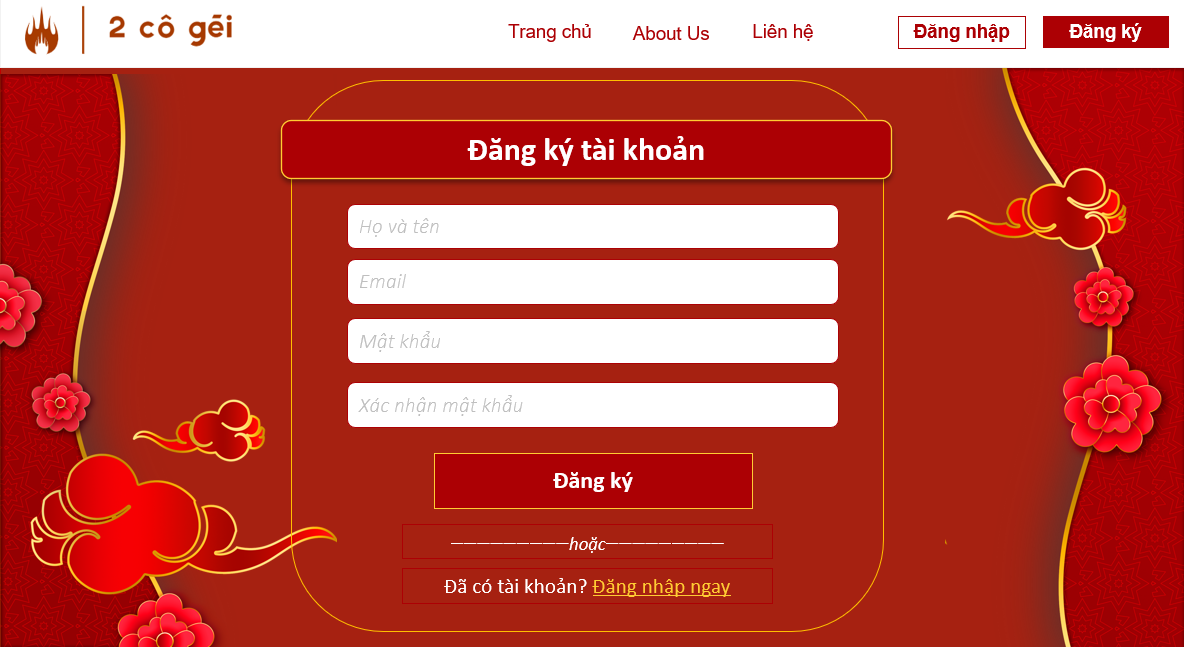 2 cô gếi
Trang chủ
About Us
Liên hệ
Đăng nhập
Đăng ký
Đăng ký tài khoản
Họ và tên
Email
Mật khẩu
Xác nhận mật khẩu
Đăng ký
—————————hoặc—————————
Đã có tài khoản? Đăng nhập ngay